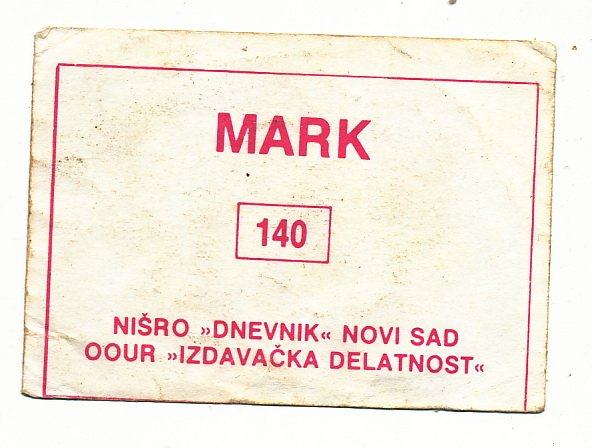 MARK
140
NIŠRO »DNEVNIK« NOVI SAD
OOUR »IZDAVAČKA DELATNOST«